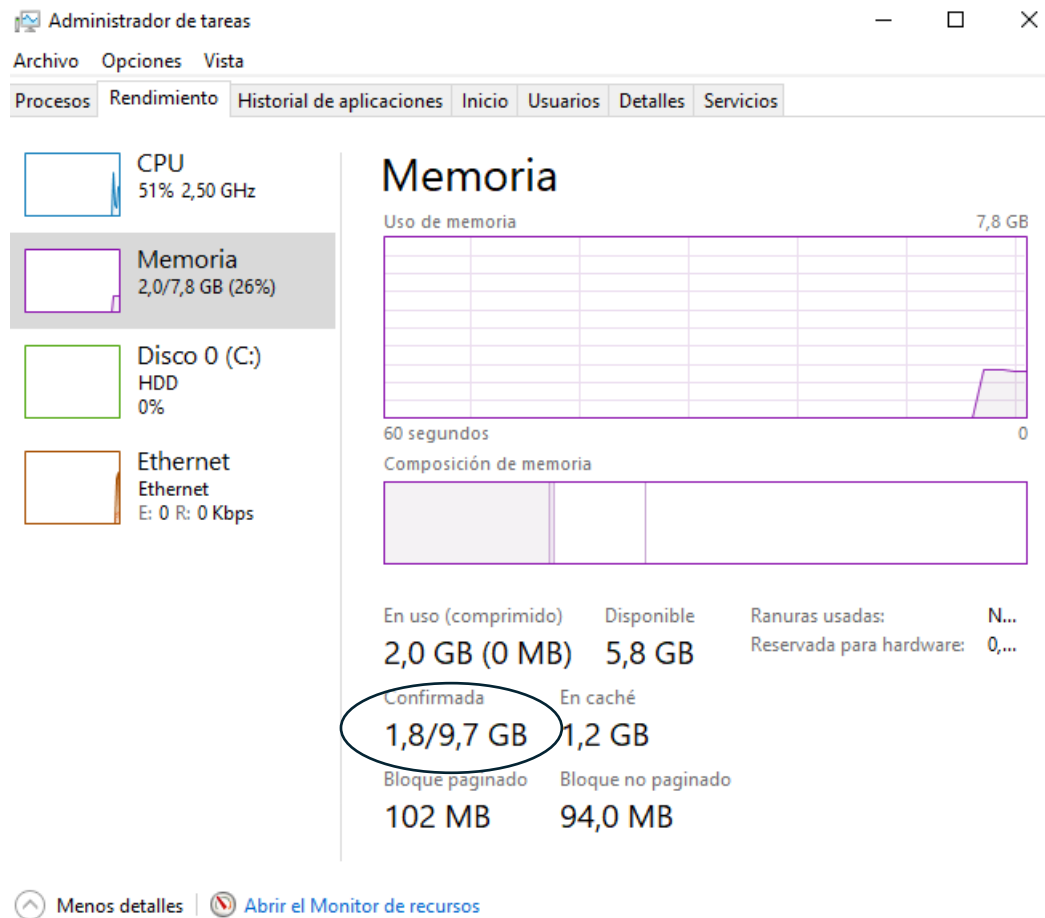 Administrador de tareas
Archivo Opciones Vista
Procesos Rendimiento Historial de aplicaciones Inicio Usuarios Detalles Servicios
CPU
51% 2,50 GHz
Memoria
2,0/7,8 GB (26%)
Disco 0 (C:)
HDD
0%
Ethernet
Ethernet
E: 0 R: 0 Kbps
Memoria
Uso de memoria 7,8 GB
60 segundos 0
Composición de memoria
En uso (comprimido) Disponible Ranuras usadas: N...
2,0 GB (0 MB) 5,8 GB Reservada para hardware: 0,...
Confirmada En caché
1,8/9,7 GB 1,2 GB
Bloque paginado Bloque no paginado
102 MB 94,0 MB
Menos detalles Abrir el Monitor de recursos